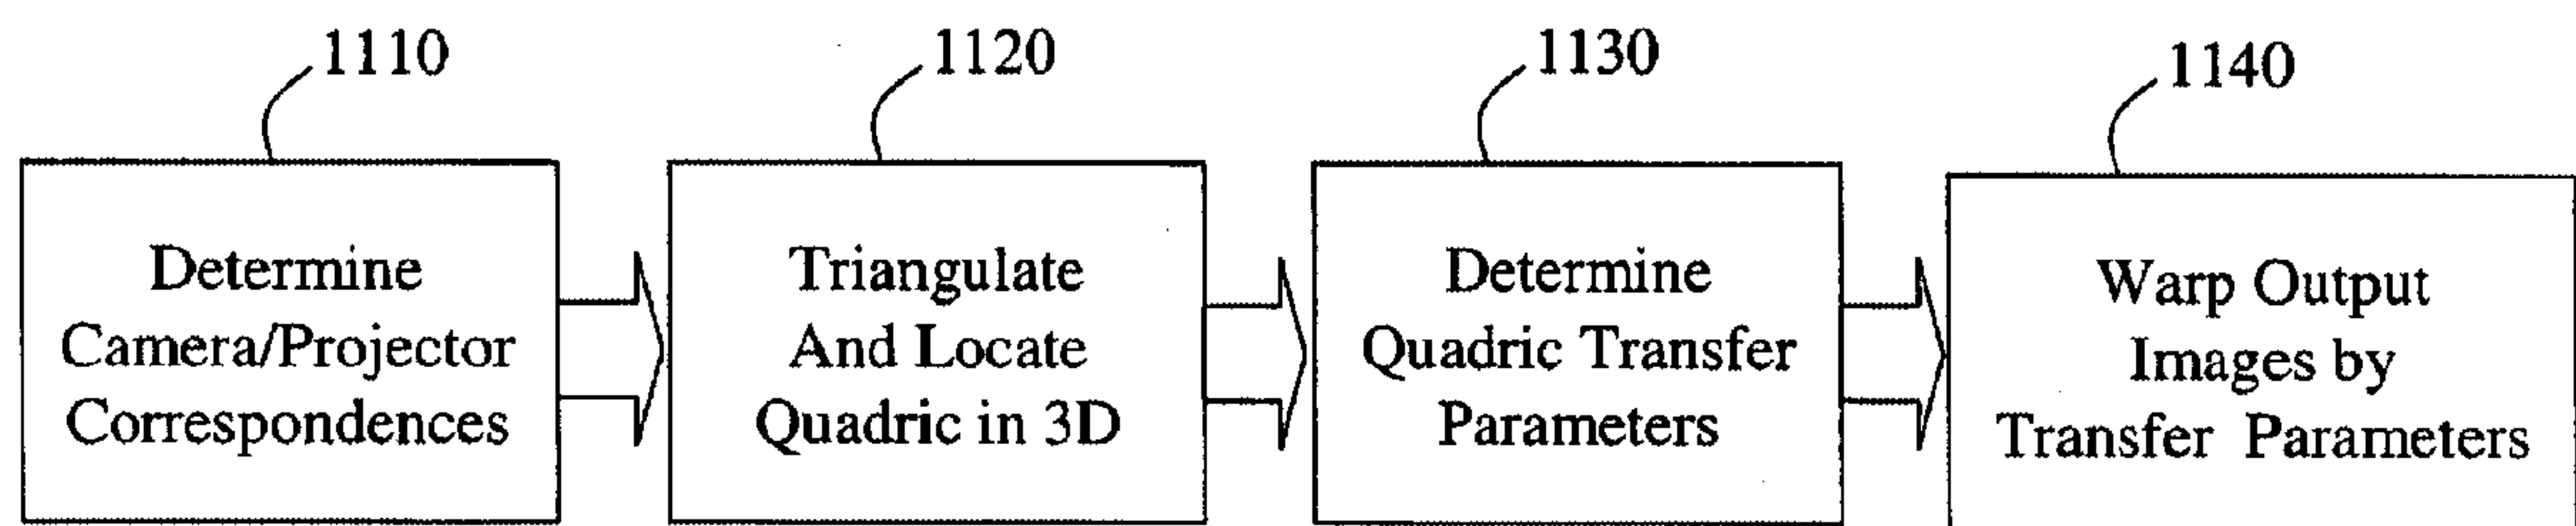 1110
1120
1130
1140
Determine
Camera/Projector
Correspondences
Triangulate
And Locate
Quadric in 3D
Determine
Quadric Transfer
Parameters
Warp Output
Images by
Transfer Parameters